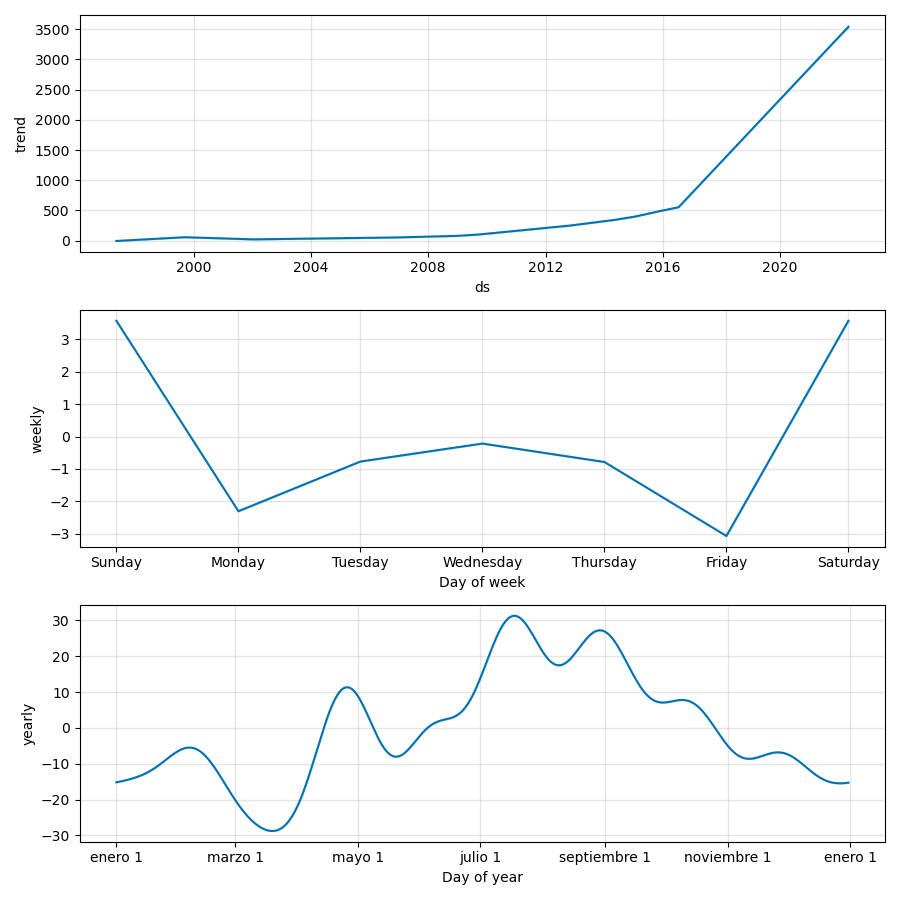 3500
3000
2500
2000
1500
1000
500
0
trend
2000 2004 2008 2012 2016 2020
ds
3
2
1
0
−1
−2
−3
weekly
Sunday Monday Tuesday Wednesday Thursday Friday Saturday
Day of week
30
20
10
0
−10
−20
−30
yearly
enero 1 marzo 1 mayo 1 julio 1 septiembre 1 noviembre 1 enero 1
Day of year